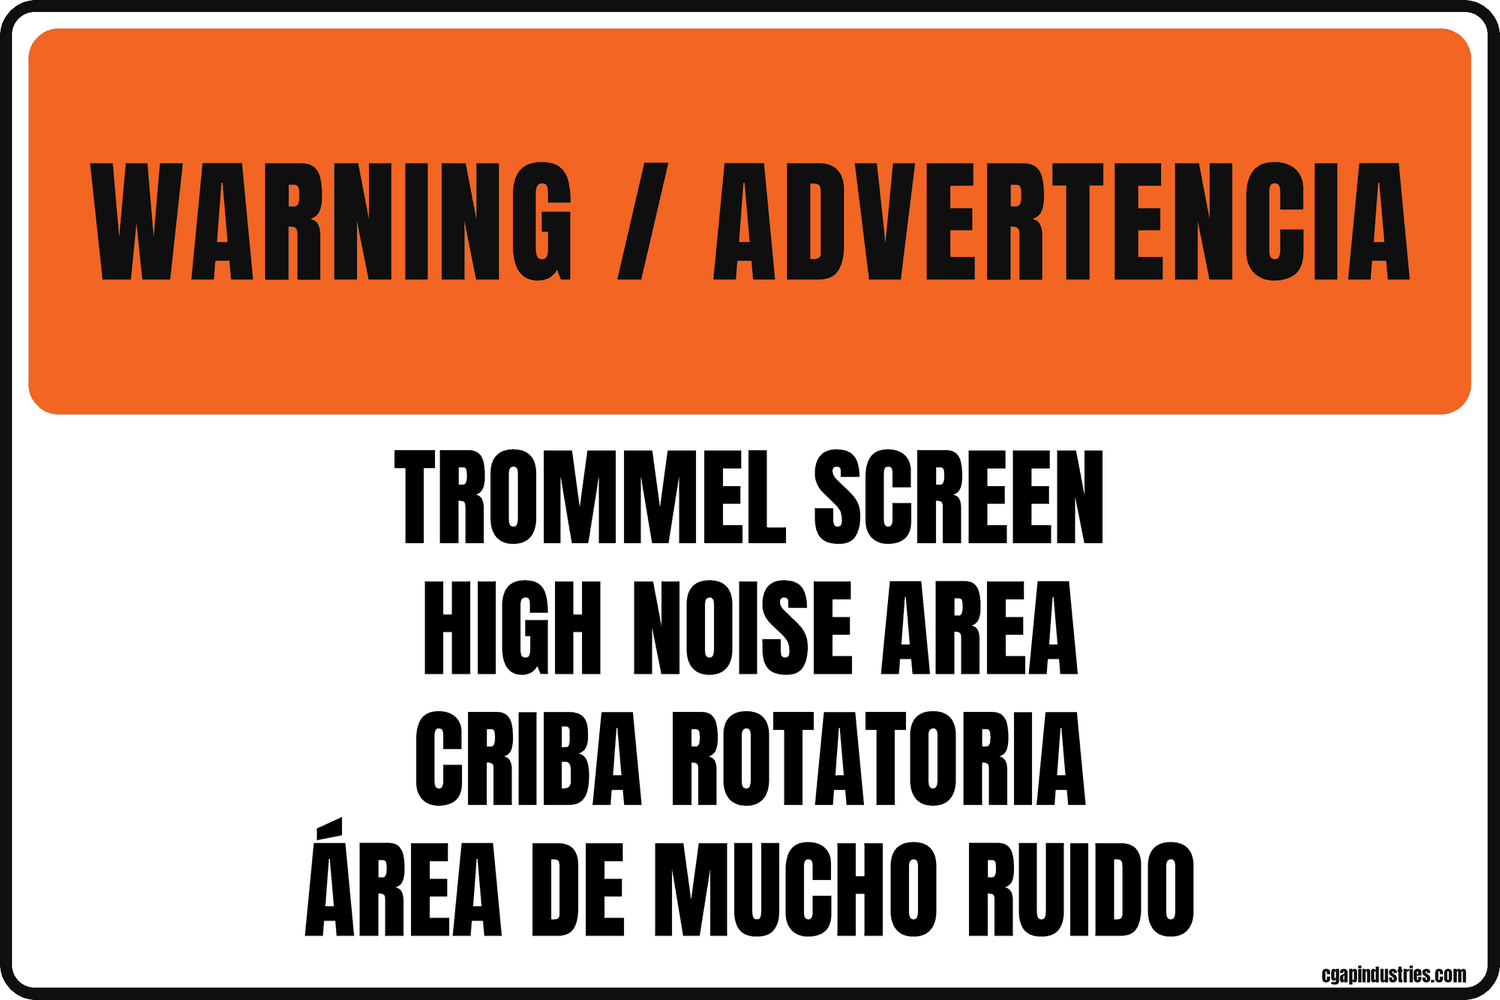 WARNING / ADVERTENCIA
TROMMEL SCREEN
HIGH NOISE AREA
CRIBA ROTATORIA
ÁREA DE MUCHO RUIDO
cgapindustries.com